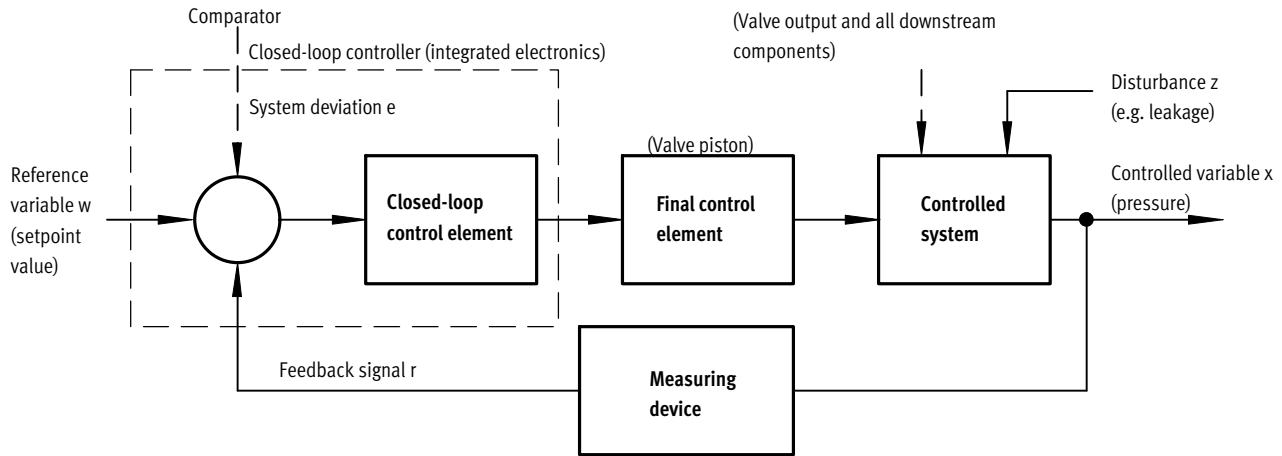 Comparator
Closed-loop controller (integrated electronics)
System deviation e
(Valve output and all downstream
components)
Disturbance z
(e.g. leakage)
Reference
variable w
(setpoint
value)
Closed-loop
control element
(Valve piston)
Final control
element
Controlled
system
Controlled variable x
(pressure)
Feedback signal r
Measuring
device